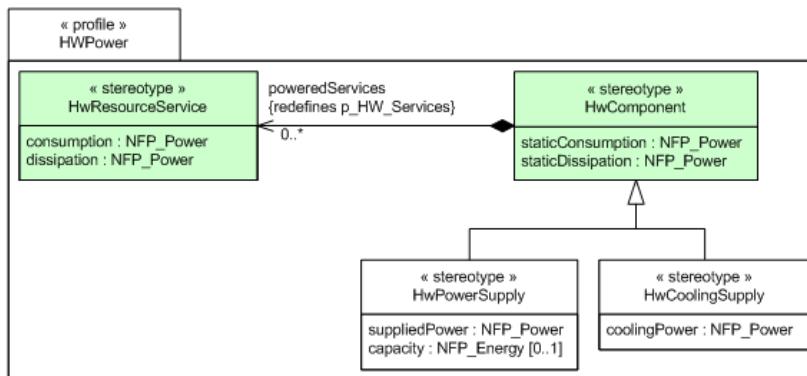 « profile »
HWPower
« stereotype »
HwResourceService
consumption : NFP_Power
dissipation : NFP_Power
poweredServices
{redefines p_HW_Services}
0..*
« stereotype »
HwComponent
staticConsumption : NFP_Power
staticDissipation : NFP_Power
« stereotype »
HwPowerSupply
suppliedPower : NFP_Power
capacity : NFP_Energy [0..1]
« stereotype »
HwCoolingSupply
coolingPower : NFP_Power